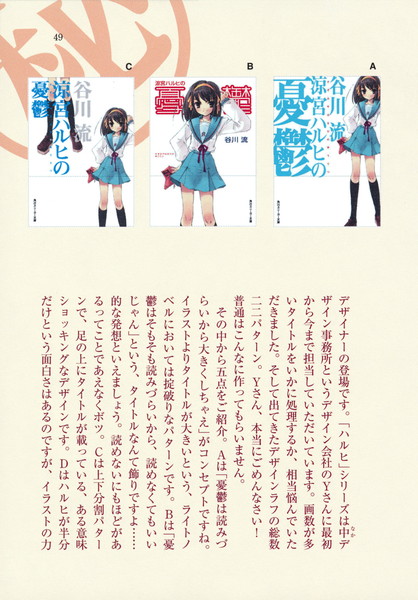 49
C
B
A
谷川 流
涼宮ハルヒの
憂鬱
涼宮ハルヒの
憂鬱
谷川 流
谷川 流
涼宮ハルヒの
憂鬱
デザイナーの登場です。「ハルヒ」シリーズは中デ
なか
ザイン事務所というデザイン会社のYさんに最初
から今まで担当していただいています。画数が多
いタイトルをいかに処理するか、相当悩んでいた
だきました。そして出てきたデザインラフの総数
二二パターン。Yさん、本当にごめんなさい!
普通はこんなに作ってもらいません。
その中から五点をご紹介。Aは「憂鬱は読みづ
らいから大きくしちゃえ」がコンセプトですね。
イラストよりタイトルが大きいという、ライトノ
ベルにおいては掟破りなパターンです。Bは「憂
鬱はそもそも読みづらいから、読めなくてもいい
じゃん」という、タイトルなんて飾りですよ……
的な発想といえましょう。読めないにもほどがあ
るってことであえなくボツ。Cは上下分割パター
ンで、足の上にタイトルが載っている、ある意味
ショッキングなデザインです。Dはハルヒが半分
だけという面白さはあるのですが、イラストの力